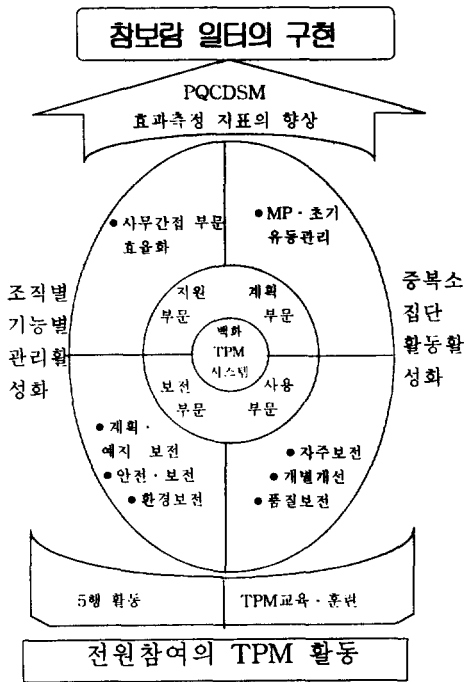 참보람 일터의 구현
PQCDSM
효과측정 지표의 향상
● 사무간접 부문
효율화
● MP · 초기
유동관리
조직별
기능별
관리활
성화
중복소
집단
활동활
성화
지원
부문
계획
부문
백화
TPM
시스템
보전
부문
사용
부문
● 계획 ·
예지 보전
● 안전 · 보전
● 환경보전
● 자주보전
● 개별개선
● 품질보전
5행 활동
TPM교육 · 훈련
전원참여의 TPM 활동